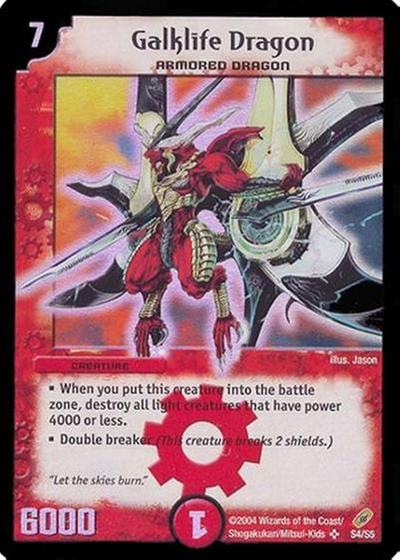 7
Galklife Dragon
ARMORED DRAGON
illus. Jason
CREATURE
▪ When you put this creature into the battle
zone, destroy all light creatures that have power
4000 or less.
▪ Double breaker (This creature breaks 2 shields.)
"Let the skies burn."
6000
1
©2004 Wizards of the Coast/
Shogakukan/Mitsui-Kids S4/S5